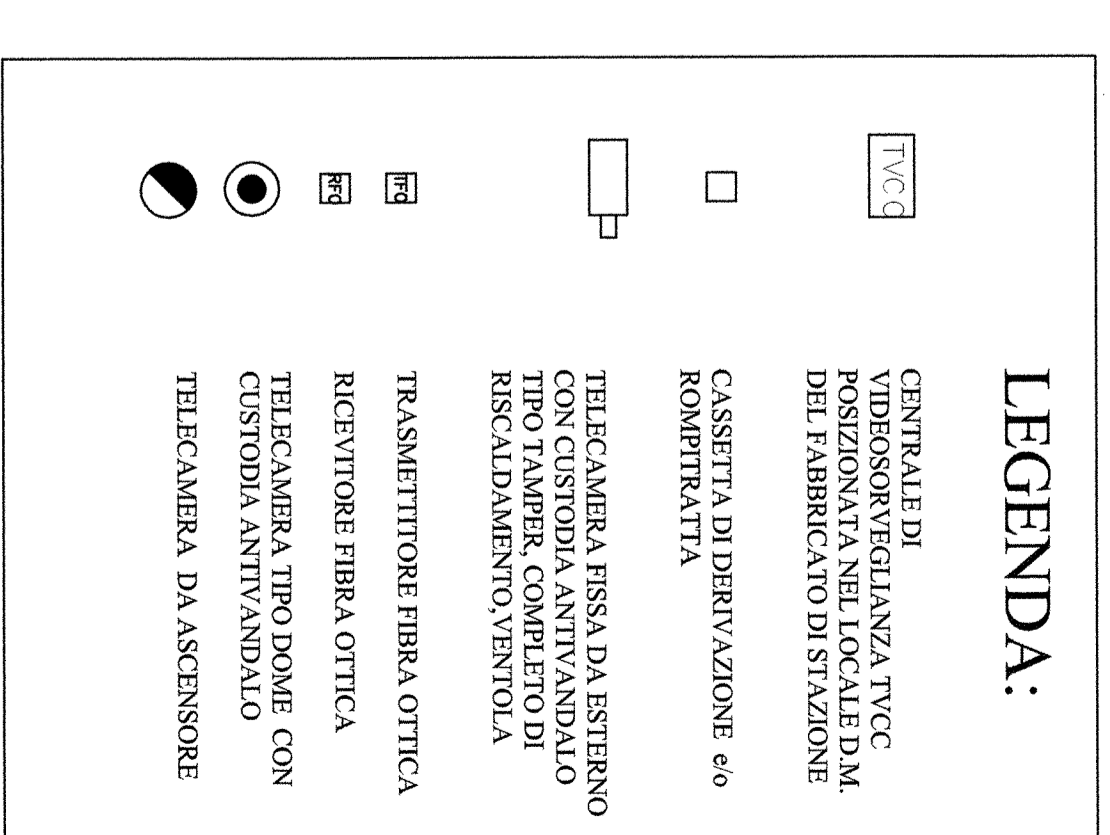 LEGENDA:
TVCC
CENTRALE DI
VIDEOSORVEGLIANZA TVCC
POSIZIONATA NEL LOCALE D.M.
DEL FABBRICATO DI STAZIONE
CASSETTA DI DERIVAZIONE e/o
ROMPITRATTA
TELECAMERA FISSA DA ESTERNO
CON CUSTODIA ANTIVANDALO
TIPO TAMPER, COMPLETO DI
RISCALDAMENTO,VENTOLA
TFO
TRASMETTITORE FIBRA OTTICA
RFO
RICEVITORE FIBRA OTTICA
TELECAMERA TIPO DOME CON
CUSTODIA ANTIVANDALO
TELECAMERA DA ASCENSORE